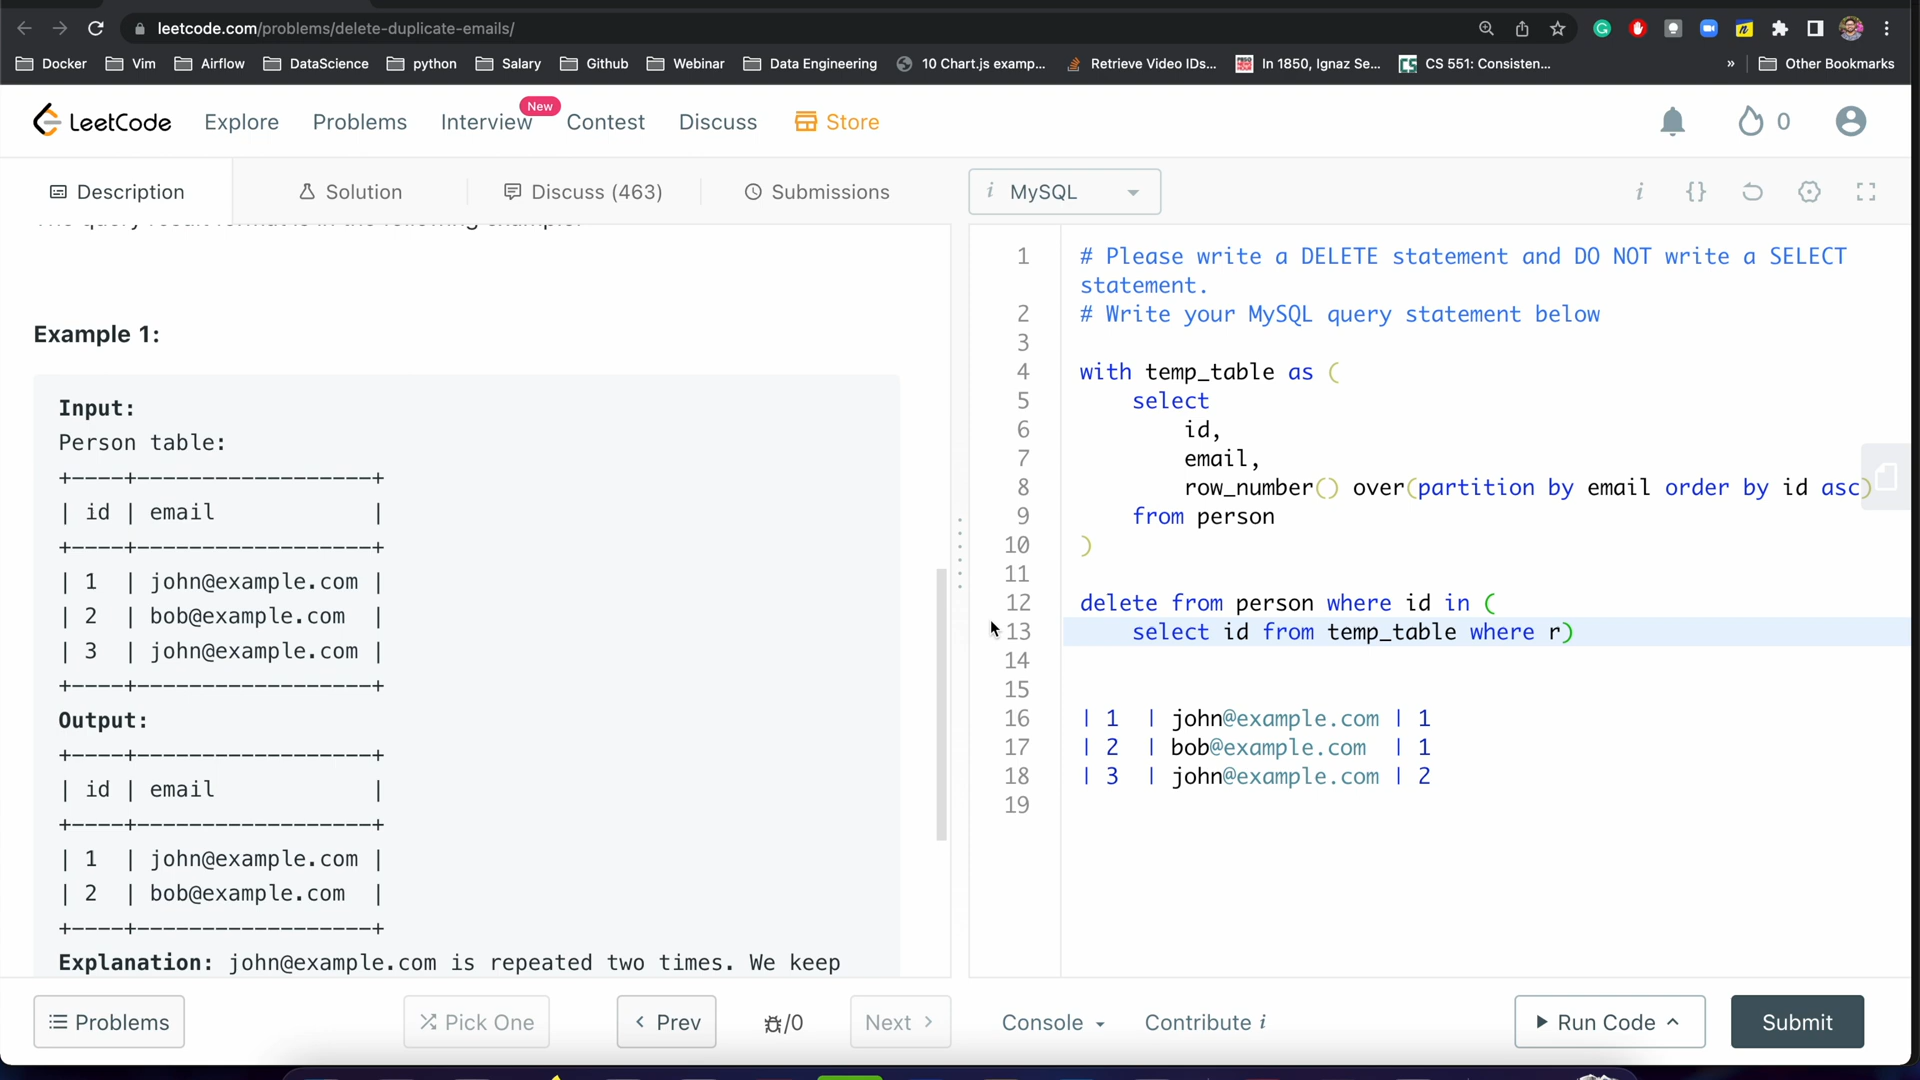 leetcode.com/problems/delete-duplicate-emails/
Docker Vim Airflow DataScience python Salary Github Webinar Data Engineering 10 Chart.js examp... Retrieve Video IDs... In 1850, Ignaz Se... CS 551: Consisten... » Other Bookmarks
LeetCode Explore Problems Interview New Contest Discuss Store 0
Description Solution Discuss (463) Submissions
i MySQL
The query result format is in the following example.
Example 1:
Input:
Person table:
+----+------------------+
| id | email            |
+----+------------------+
| 1  | john@example.com |
| 2  | bob@example.com  |
| 3  | john@example.com |
+----+------------------+
Output:
+----+------------------+
| id | email            |
+----+------------------+
| 1  | john@example.com |
| 2  | bob@example.com  |
+----+------------------+
Explanation: john@example.com is repeated two times. We keep
1 # Please write a DELETE statement and DO NOT write a SELECT
statement.
2 # Write your MySQL query statement below
3
4 with temp_table as (
5     select
6         id,
7         email,
8         row_number() over(partition by email order by id asc)
9     from person
10 )
11
12 delete from person where id in (
13     select id from temp_table where r)
14
15
16 | 1  | john@example.com | 1
17 | 2  | bob@example.com  | 1
18 | 3  | john@example.com | 2
19
Problems Pick One Prev /0 Next Console Contribute i Run Code Submit